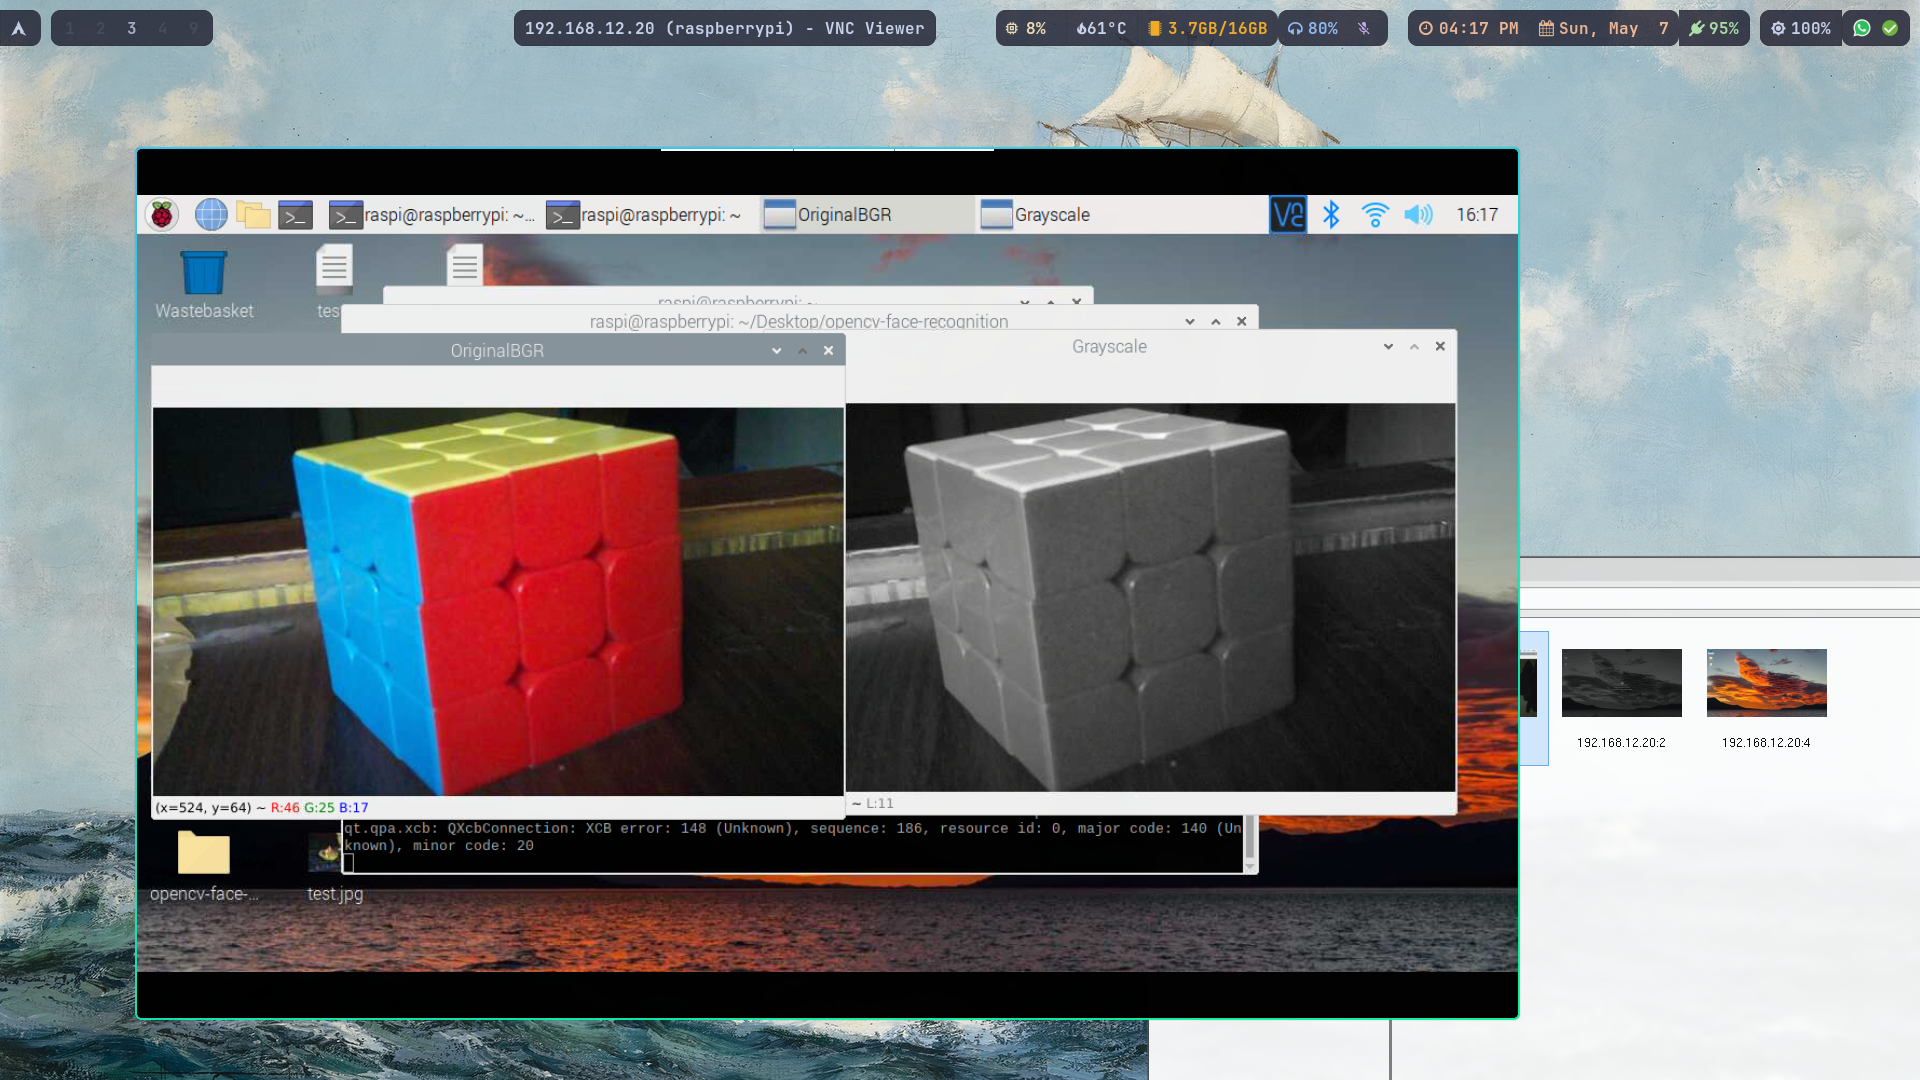 1 2 3 4 9
192.168.12.20 (raspberrypi) - VNC Viewer
8% 61°C 3.7GB/16GB 80%
04:17 PM Sun, May 7 95% 100%
raspi@raspberrypi: ~... raspi@raspberrypi: ~ OriginalBGR Grayscale 16:17
Wastebasket
raspi@raspberrypi: ~
raspi@raspberrypi: ~/Desktop/opencv-face-recognition
OriginalBGR
Grayscale
(x=524, y=64) ~ R:46 G:25 B:17
~ L:11
qt.qpa.xcb: QXcbConnection: XCB error: 148 (Unknown), sequence: 186, resource id: 0, major code: 140 (Un
known), minor code: 20
opencv-face-...
test.jpg
192.168.12.20:2
192.168.12.20:4